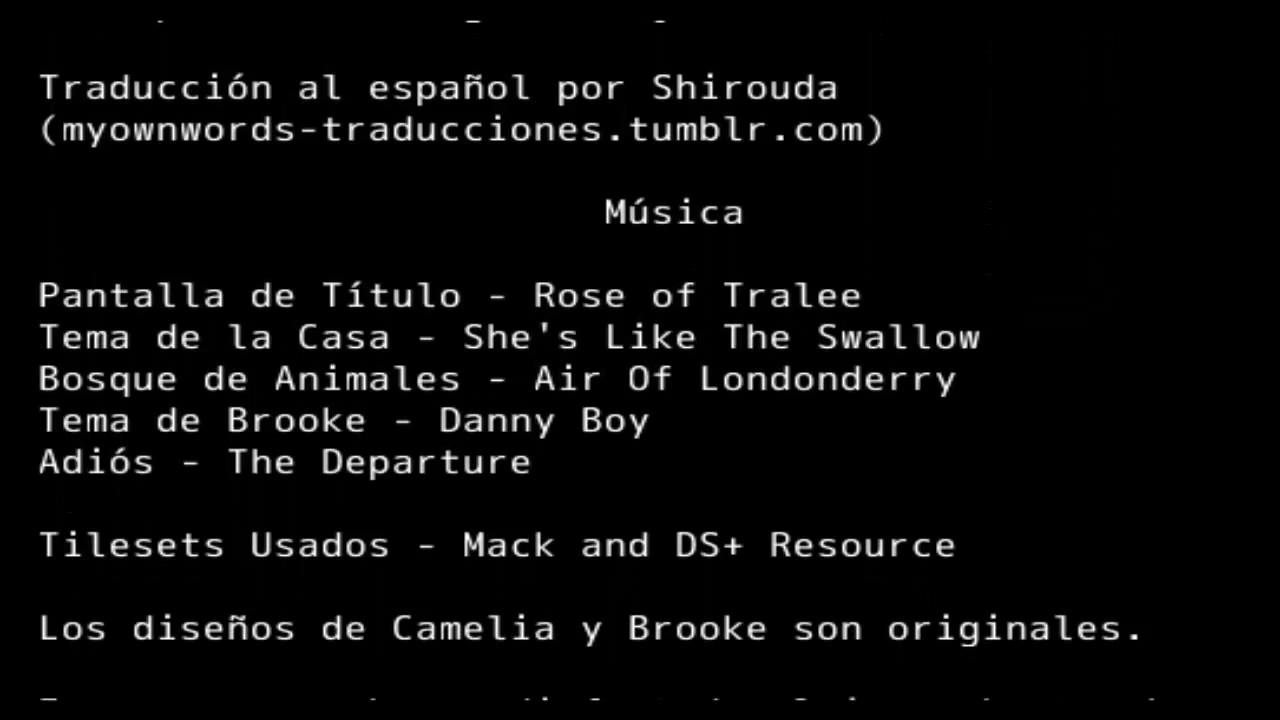 Traducción al español por Shirouda
(myownwords-traducciones.tumblr.com)
Música
Pantalla de Título - Rose of Tralee
Tema de la Casa - She's Like The Swallow
Bosque de Animales - Air Of Londonderry
Tema de Brooke - Danny Boy
Adiós - The Departure
Tilesets Usados - Mack and DS+ Resource
Los diseños de Camelia y Brooke son originales.